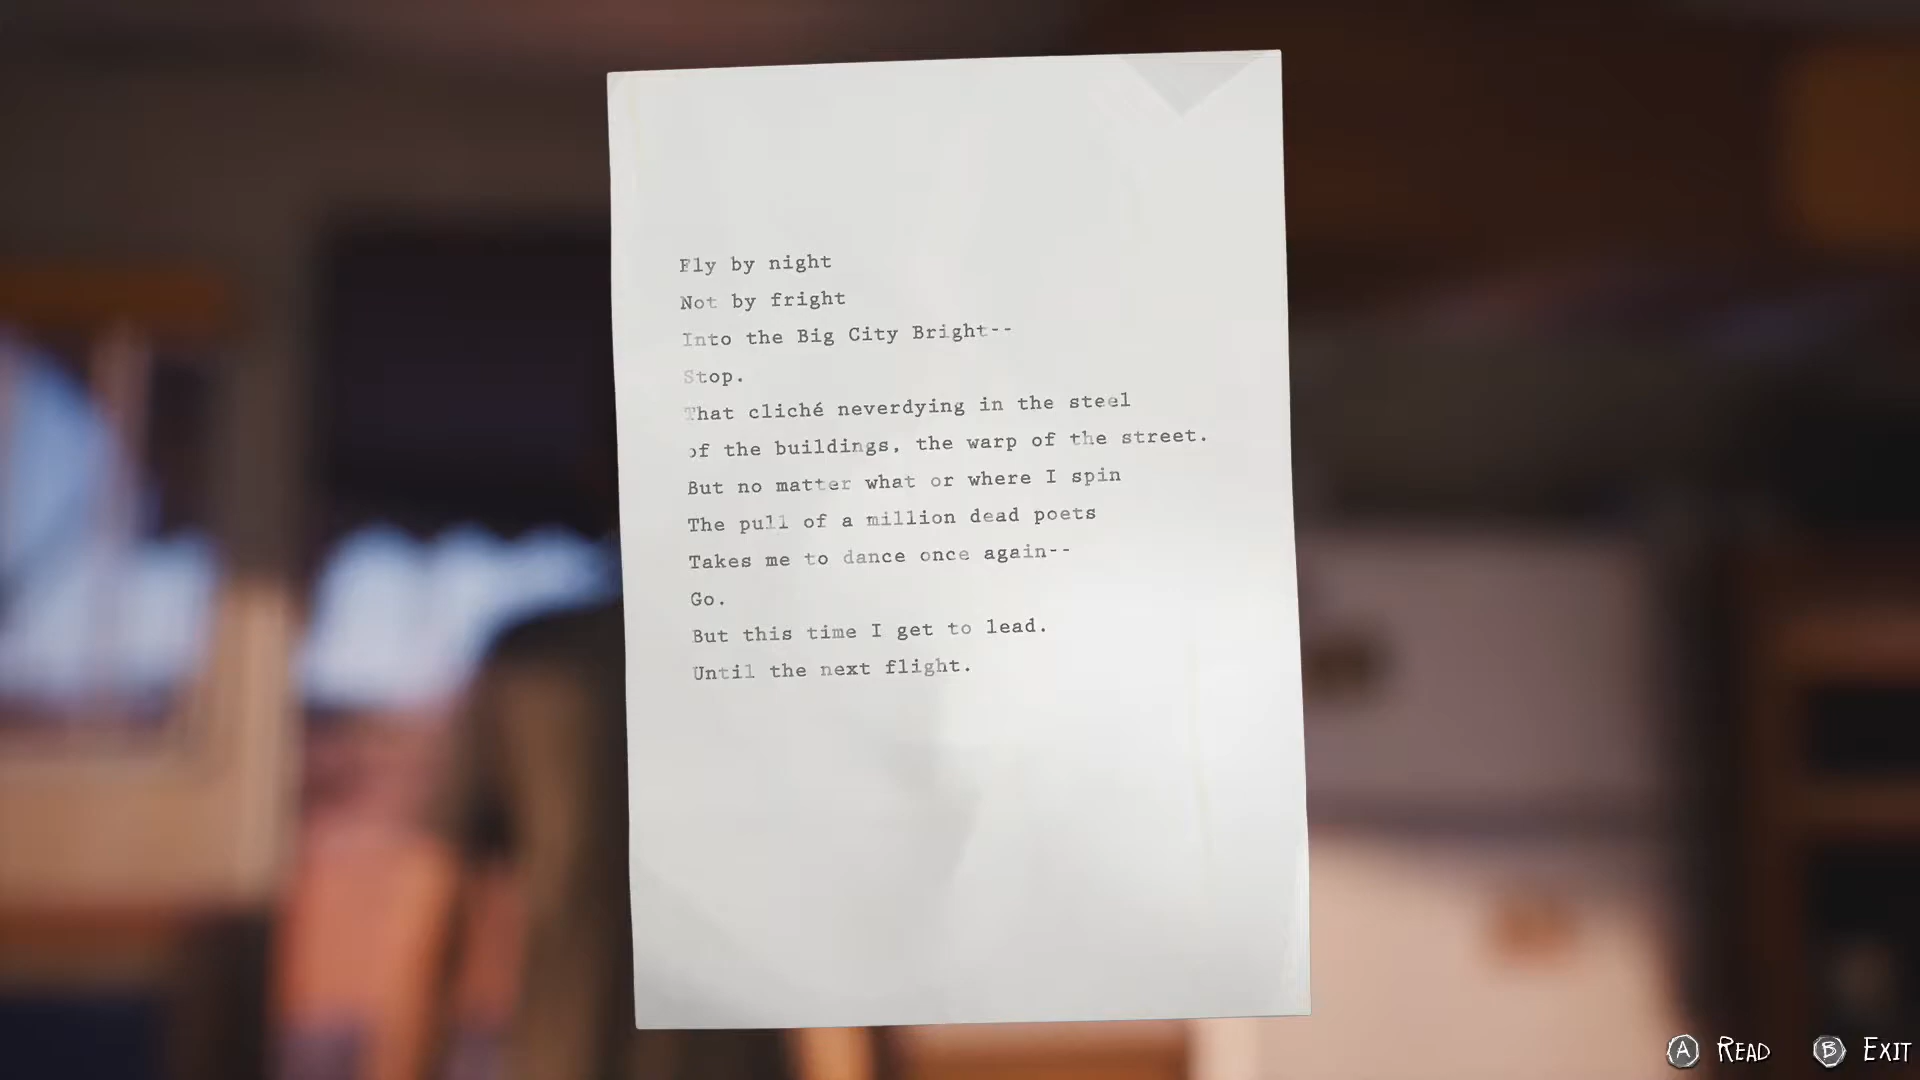 Fly by night
Not by fright
Into the Big City Bright--
Stop.
That cliché neverdying in the steel
of the buildings, the warp of the street.
But no matter what or where I spin
The pull of a million dead poets
Takes me to dance once again--
Go.
But this time I get to lead.
Until the next flight.
A READ B EXIT